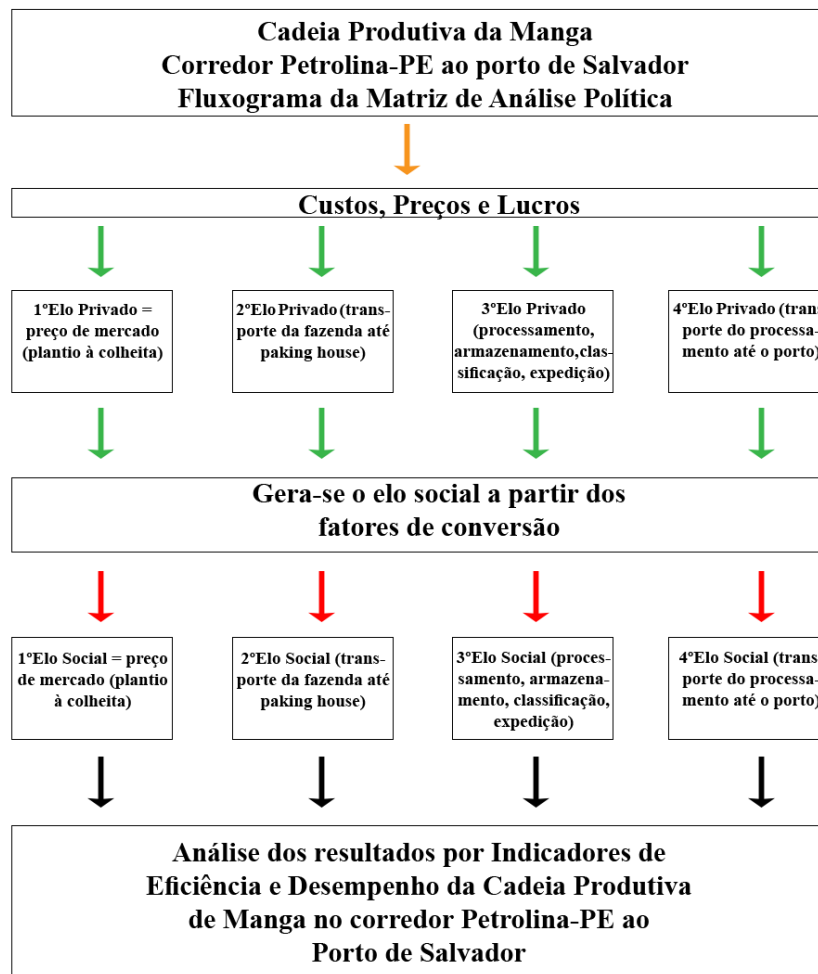 Cadeia Produtiva da Manga
Corredor Petrolina-PE ao porto de Salvador
Fluxograma da Matriz de Análise Política
Custos, Preços e Lucros
1ºElo Privado =
preço de mercado
(plantio à colheita)
2ºElo Privado (trans-
porte da fazenda até
paking house)
3ºElo Privado
(processamento,
armazenamento,clas-
sificação, expedição)
4ºElo Privado (trans-
porte do processa-
mento até o porto)
Gera-se o elo social a partir dos
fatores de conversão
1ºElo Social = preço
de mercado (plantio
à colheita)
2ºElo Social (trans-
porte da fazenda até
paking house)
3ºElo Social (proces-
samento, armazena-
mento, classificação,
expedição)
4ºElo Social (trans-
porte do processa-
mento até o porto)
Análise dos resultados por Indicadores de
Eficiência e Desempenho da Cadeia Produtiva
de Manga no corredor Petrolina-PE ao
Porto de Salvador